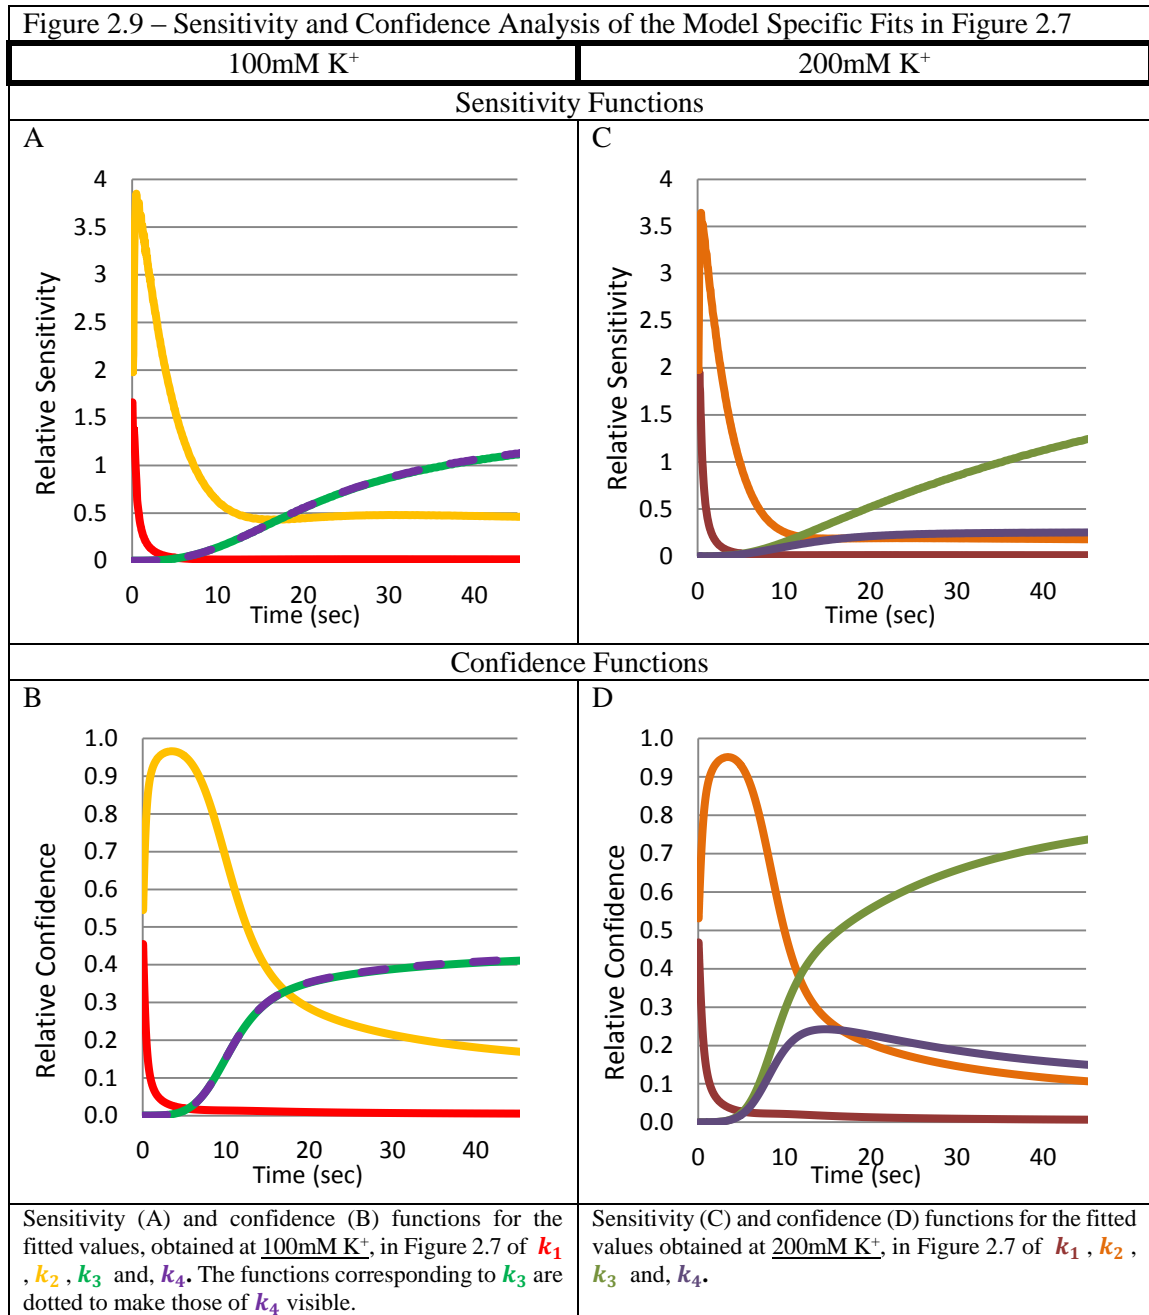 Figure 2.9 – Sensitivity and Confidence Analysis of the Model Specific Fits in Figure 2.7
100mM K⁺
200mM K⁺
Sensitivity Functions
A
4
3.5
3
2.5
2
1.5
1
0.5
0
Relative Sensitivity
0 10 20 30 40
Time (sec)
C
4
3.5
3
2.5
2
1.5
1
0.5
0
Relative Sensitivity
0 10 20 30 40
Time (sec)
Confidence Functions
B
1.0
0.9
0.8
0.7
0.6
0.5
0.4
0.3
0.2
0.1
0.0
Relative Confidence
0 10 20 30 40
Time (sec)
D
1.0
0.9
0.8
0.7
0.6
0.5
0.4
0.3
0.2
0.1
0.0
Relative Confidence
0 10 20 30 40
Time (sec)
Sensitivity (A) and confidence (B) functions for the
fitted values, obtained at 100mM K⁺, in Figure 2.7 of k₁
, k₂ , k₃ and, k₄. The functions corresponding to k₃ are
dotted to make those of k₄ visible.
Sensitivity (C) and confidence (D) functions for the fitted
values obtained at 200mM K⁺, in Figure 2.7 of k₁ , k₂ ,
k₃ and, k₄.